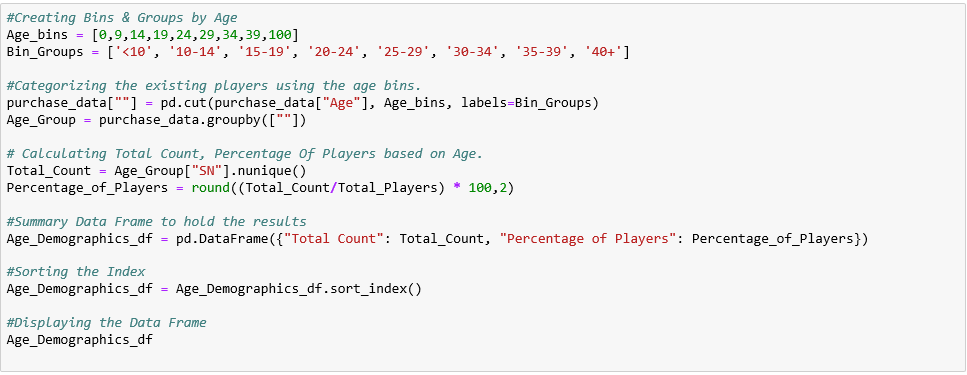 #Creating Bins & Groups by Age
Age_bins = [0,9,14,19,24,29,34,39,100]
Bin_Groups = ['<10', '10-14', '15-19', '20-24', '25-29', '30-34', '35-39', '40+']
#Categorizing the existing players using the age bins.
purchase_data[""] = pd.cut(purchase_data["Age"], Age_bins, labels=Bin_Groups)
Age_Group = purchase_data.groupby([""])
# Calculating Total Count, Percentage Of Players based on Age.
Total_Count = Age_Group["SN"].nunique()
Percentage_of_Players = round((Total_Count/Total_Players) * 100,2)
#Summary Data Frame to hold the results
Age_Demographics_df = pd.DataFrame({"Total Count": Total_Count, "Percentage of Players": Percentage_of_Players})
#Sorting the Index
Age_Demographics_df = Age_Demographics_df.sort_index()
#Displaying the Data Frame
Age_Demographics_df